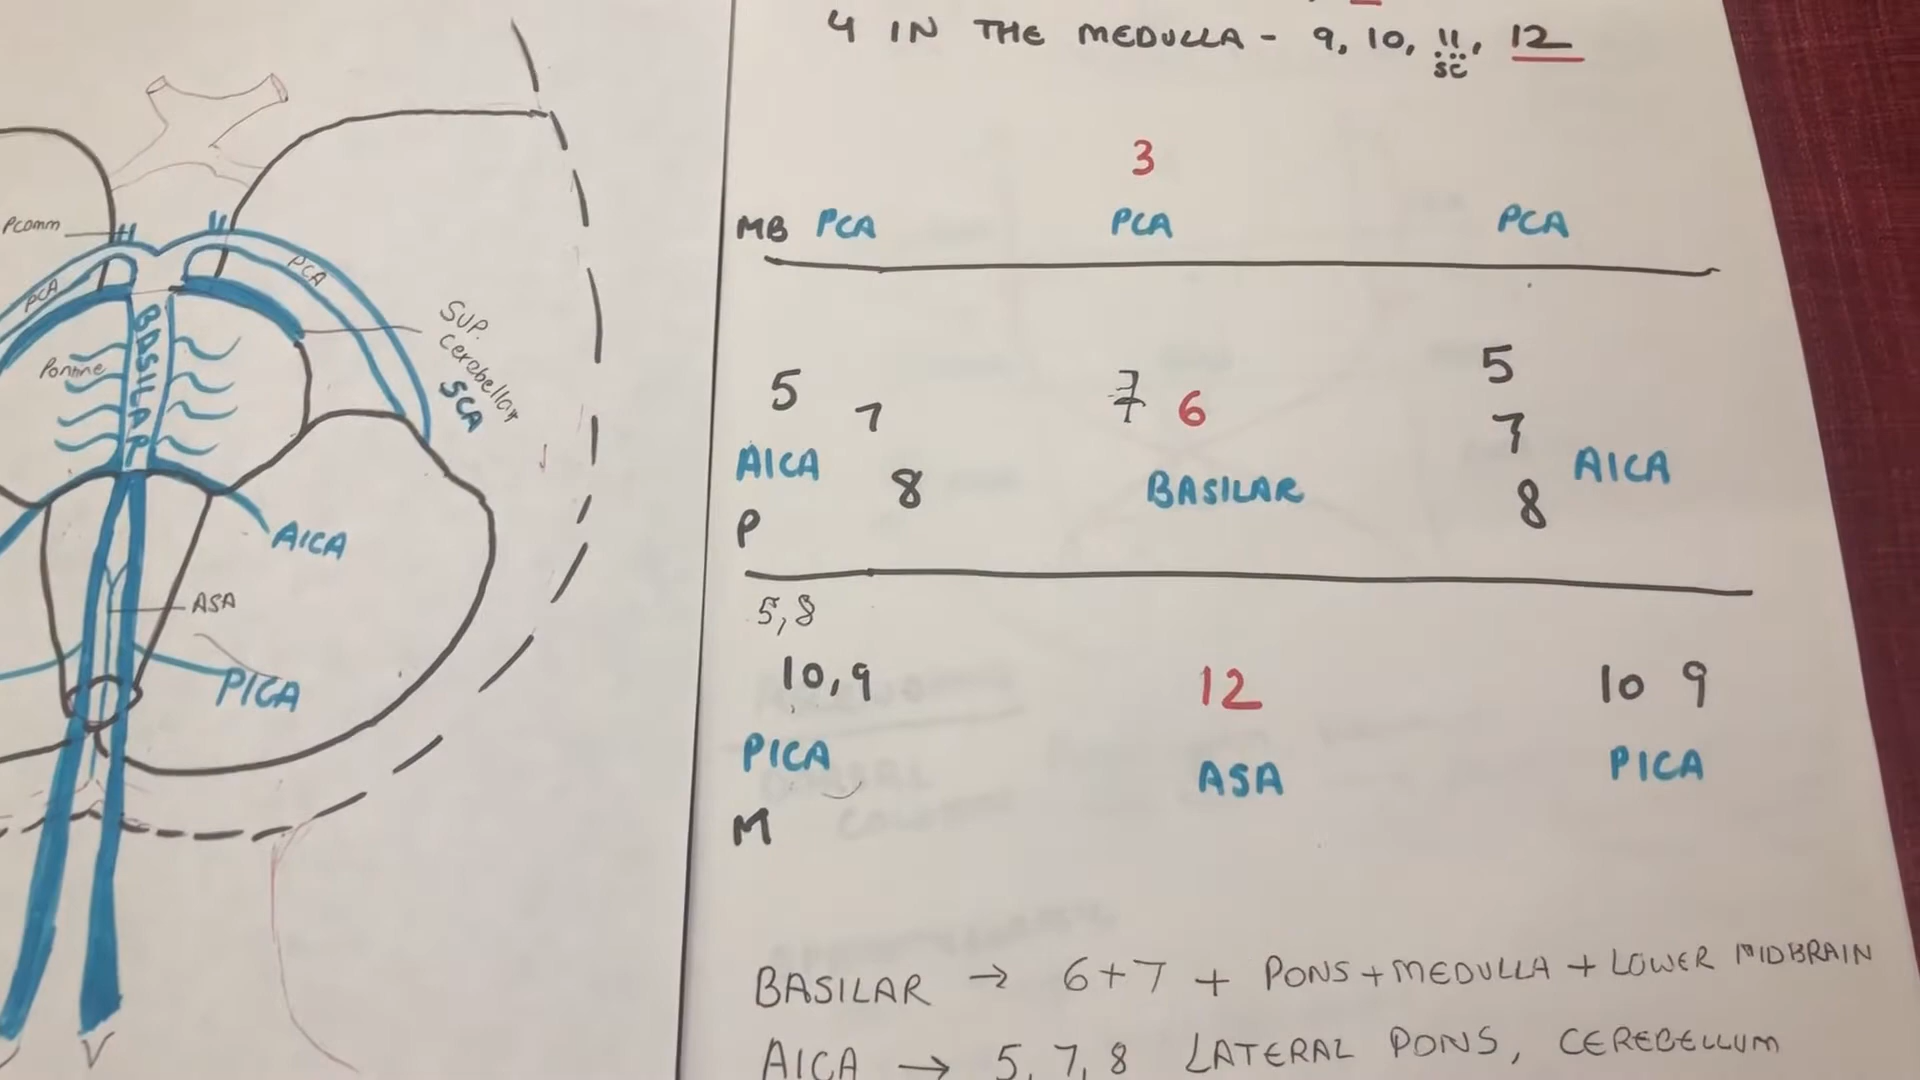 Pcomm
PCA
PCA
BASILAR
Pontine
SUP.
cerebellar
SCA
AICA
ASA
PICA
V
4 IN THE MEDULLA - 9, 10, 11, 12
SC
3
MB PCA PCA PCA
5 7 8
AICA
P
7 6
BASILAR
5
7
8
AICA
5, 8
10, 9 12 10 9
PICA ASA PICA
M
BASILAR → 6+7 + PONS+MEDULLA + LOWER MIDBRAIN
AICA → 5, 7, 8 LATERAL PONS, CEREBELLUM